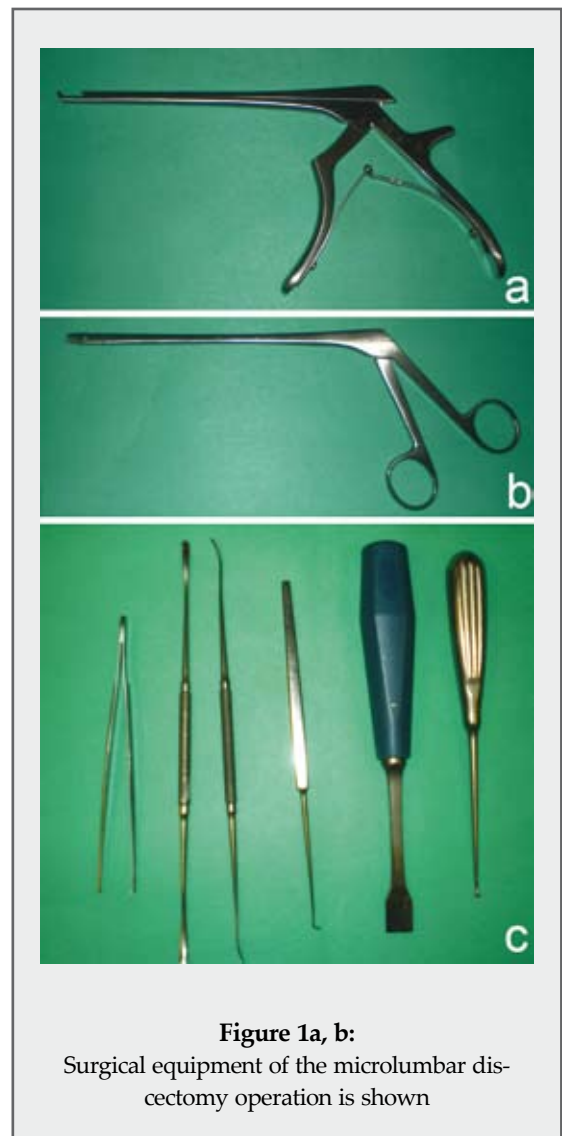 a
b
c
Figure 1a, b:
Surgical equipment of the microlumbar dis-
cectomy operation is shown